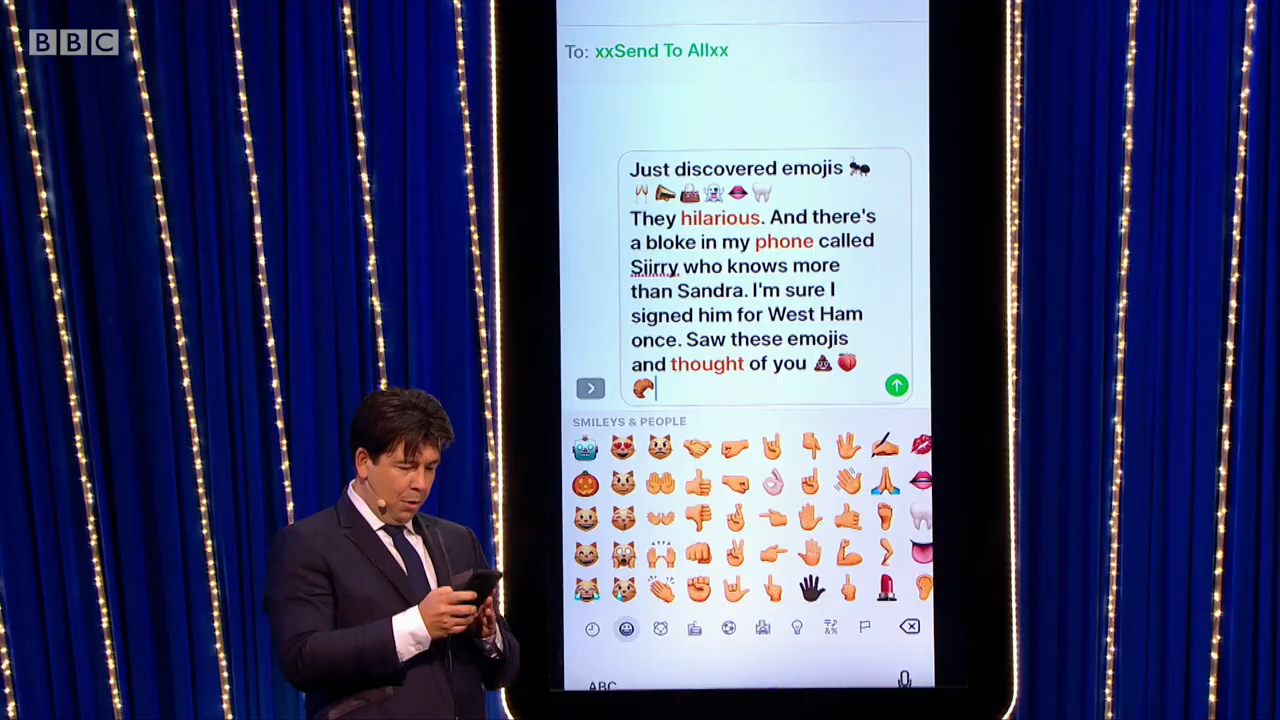 BBC
To: xxSend To Allxx
Just discovered emojis 🐜
🥂📣👜👻👄🦷
They hilarious. And there's
a bloke in my phone called
Siirry who knows more
than Sandra. I'm sure I
signed him for West Ham
once. Saw these emojis
and thought of you 💩🍑
🥐
SMILEYS & PEOPLE
ABC